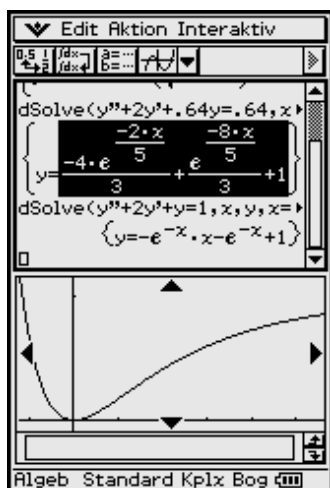 Edit Aktion Interaktiv
dSolve(y''+2y'+.64y=.64,x
{y=(-4·e^(-2·x/5))/3+(e^(-8·x/5))/3+1}
dSolve(y''+2y'+y=1,x,y,x=
{y=-e^(-x)·x-e^(-x)+1}
Algeb Standard Kplx Bog